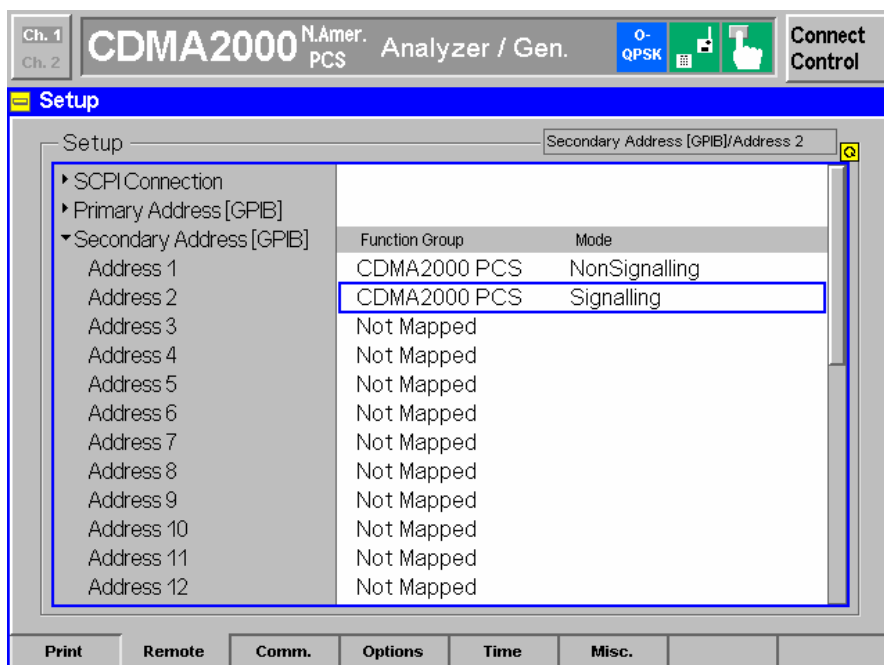 Ch. 1
Ch. 2
CDMA2000 N.Amer. PCS Analyzer / Gen.
O-QPSK
Connect Control
Setup
Setup
Secondary Address [GPIB]/Address 2
SCPI Connection
Primary Address [GPIB]
Secondary Address [GPIB] Function Group Mode
Address 1 CDMA2000 PCS NonSignalling
Address 2 CDMA2000 PCS Signalling
Address 3 Not Mapped
Address 4 Not Mapped
Address 5 Not Mapped
Address 6 Not Mapped
Address 7 Not Mapped
Address 8 Not Mapped
Address 9 Not Mapped
Address 10 Not Mapped
Address 11 Not Mapped
Address 12 Not Mapped
Print Remote Comm. Options Time Misc.